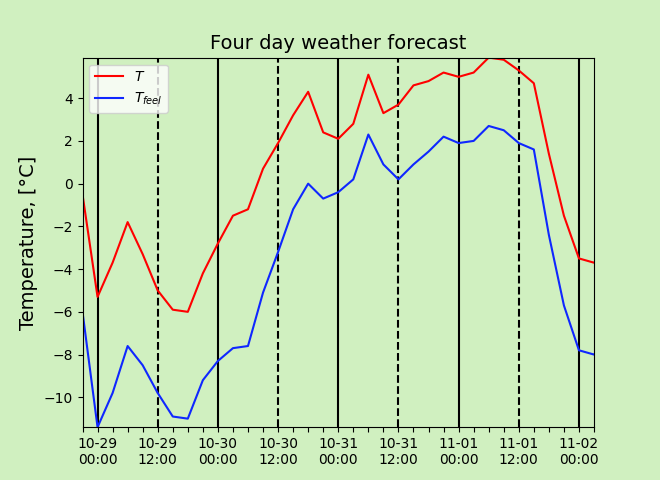 Four day weather forecast
T
T_feel
Temperature, [°C]
4
2
0
−2
−4
−6
−8
−10
10-29 10-29 10-30 10-30 10-31 10-31 11-01 11-01 11-02
00:00 12:00 00:00 12:00 00:00 12:00 00:00 12:00 00:00